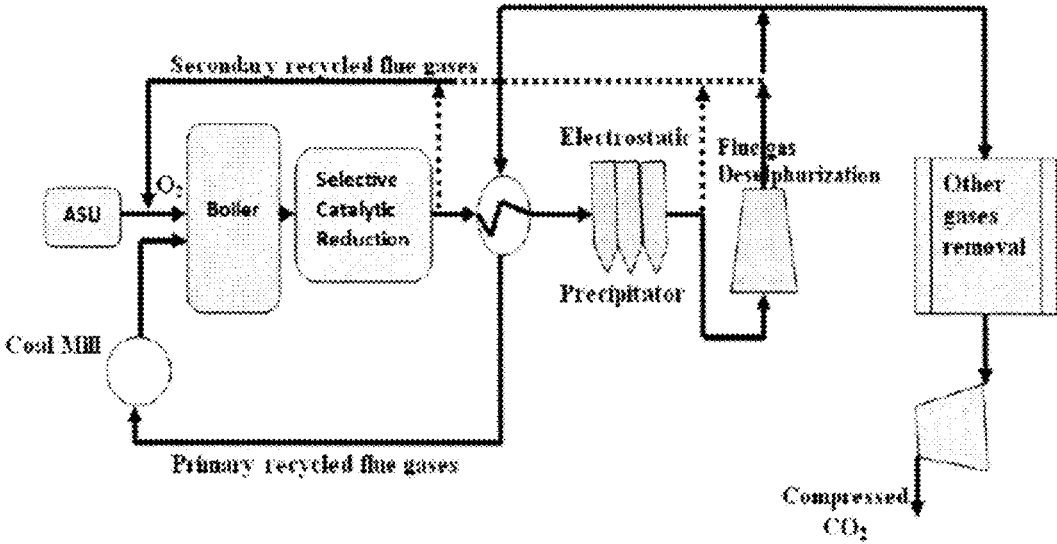 Secondary recycled flue gases
Electrostatic
Flue gas
Desulphurization
O₂
ASU
Boiler
Selective
Catalytic
Reduction
Other
gases
removal
Precipitator
Coal Mill
Primary recycled flue gases
Compressed
CO₂